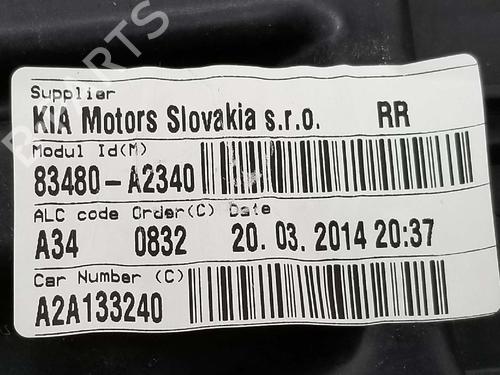 Supplier
KIA Motors Slovakia s.r.o. RR
Modul Id(M)
83480-A2340
ALC code Order(C) Date
A34 0832 20. 03. 2014 20:37
Car Number (C)
A2A133240